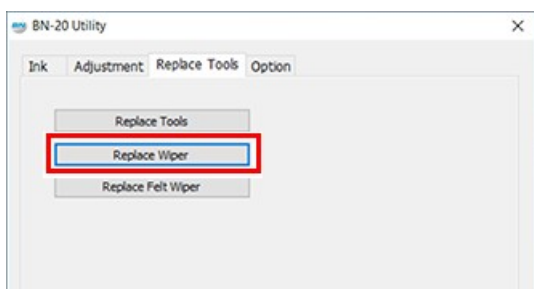 BN-20 Utility
Ink Adjustment Replace Tools Option
Replace Tools
Replace Wiper
Replace Felt Wiper